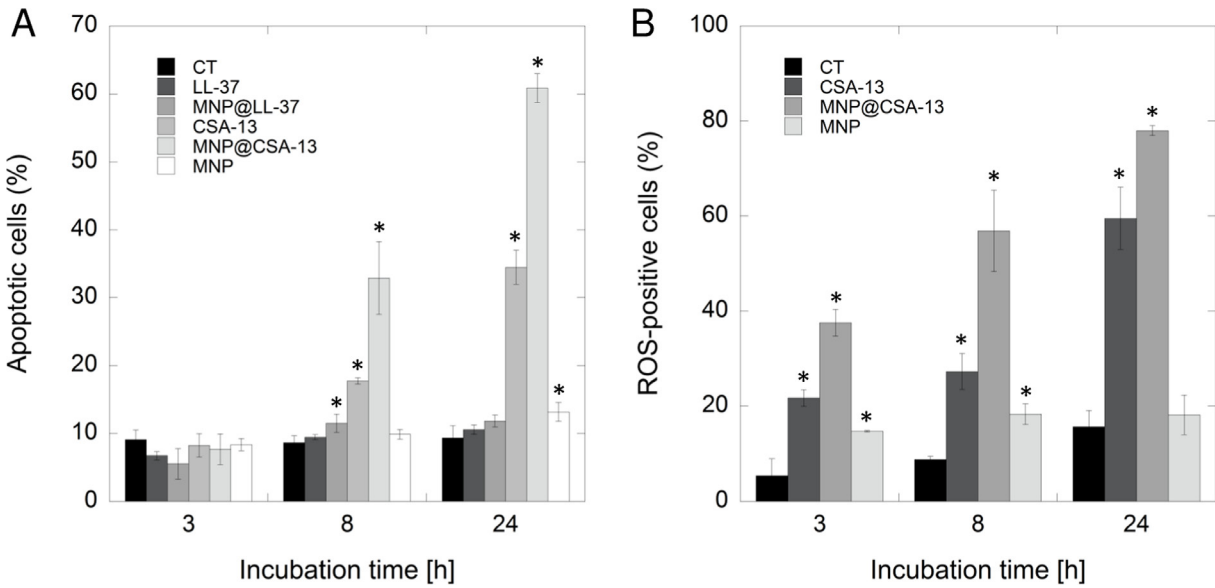 A
70
60
50
40
30
20
10
0
Apoptotic cells (%)
CT
LL-37
MNP@LL-37
CSA-13
MNP@CSA-13
MNP
*
*
*
*
*
*
3
8
24
Incubation time [h]
B
100
80
60
40
20
0
ROS-positive cells (%)
CT
CSA-13
MNP@CSA-13
MNP
*
*
*
*
*
*
*
*
3
8
24
Incubation time [h]